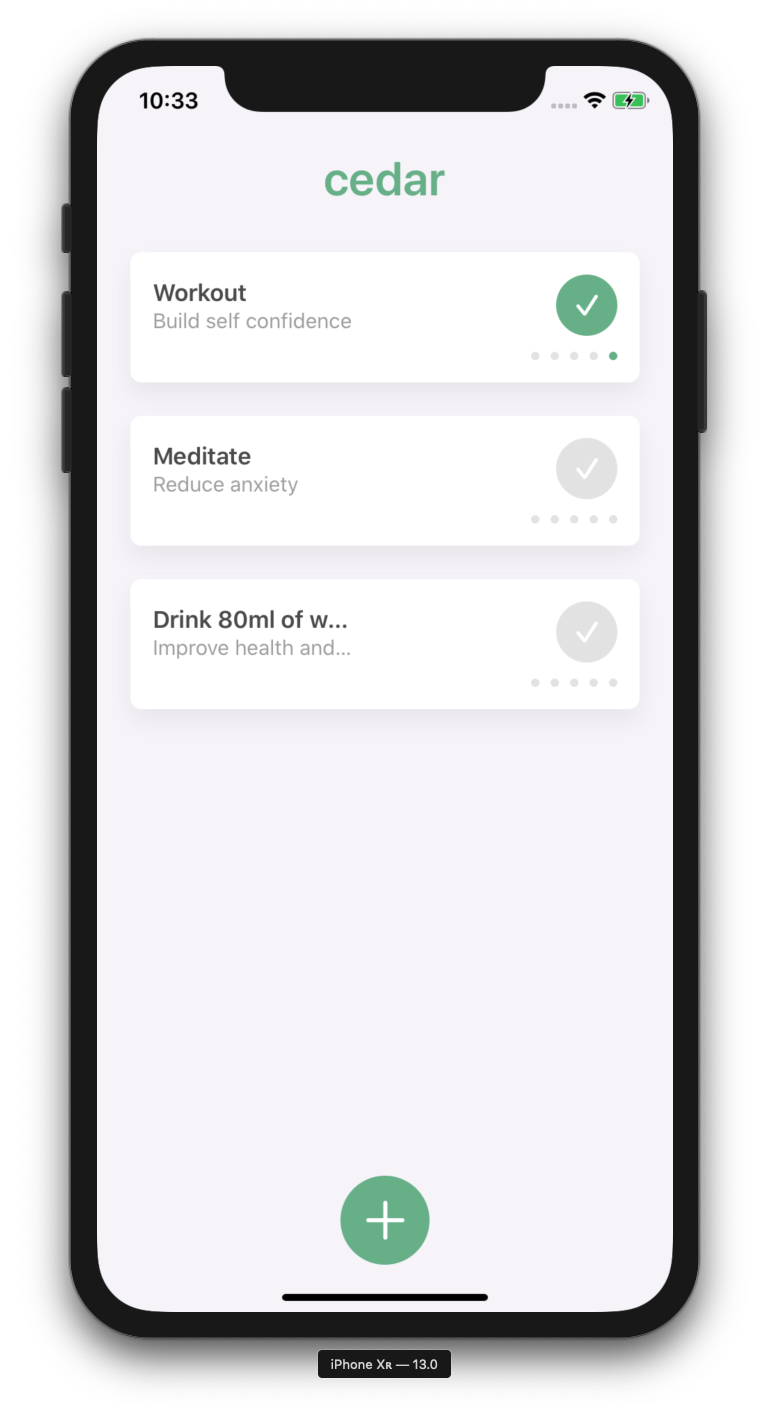 10:33
cedar
Workout
Build self confidence
Meditate
Reduce anxiety
Drink 80ml of w...
Improve health and...
iPhone Xʀ — 13.0